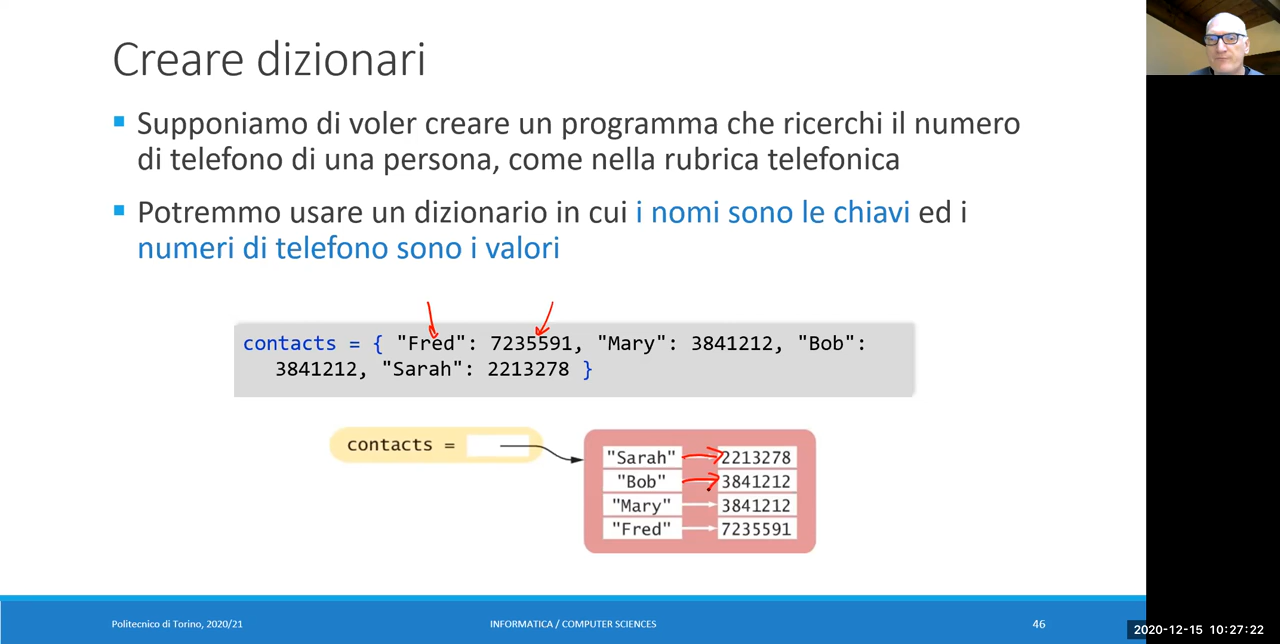 Creare dizionari
▪ Supponiamo di voler creare un programma che ricerchi il numero
di telefono di una persona, come nella rubrica telefonica
▪ Potremmo usare un dizionario in cui i nomi sono le chiavi ed i
numeri di telefono sono i valori
contacts = { "Fred": 7235591, "Mary": 3841212, "Bob":
3841212, "Sarah": 2213278 }
contacts =
"Sarah" 2213278
"Bob" 3841212
"Mary" 3841212
"Fred" 7235591
Politecnico di Torino, 2020/21 INFORMATICA / COMPUTER SCIENCES 46
2020-12-15 10:27:22